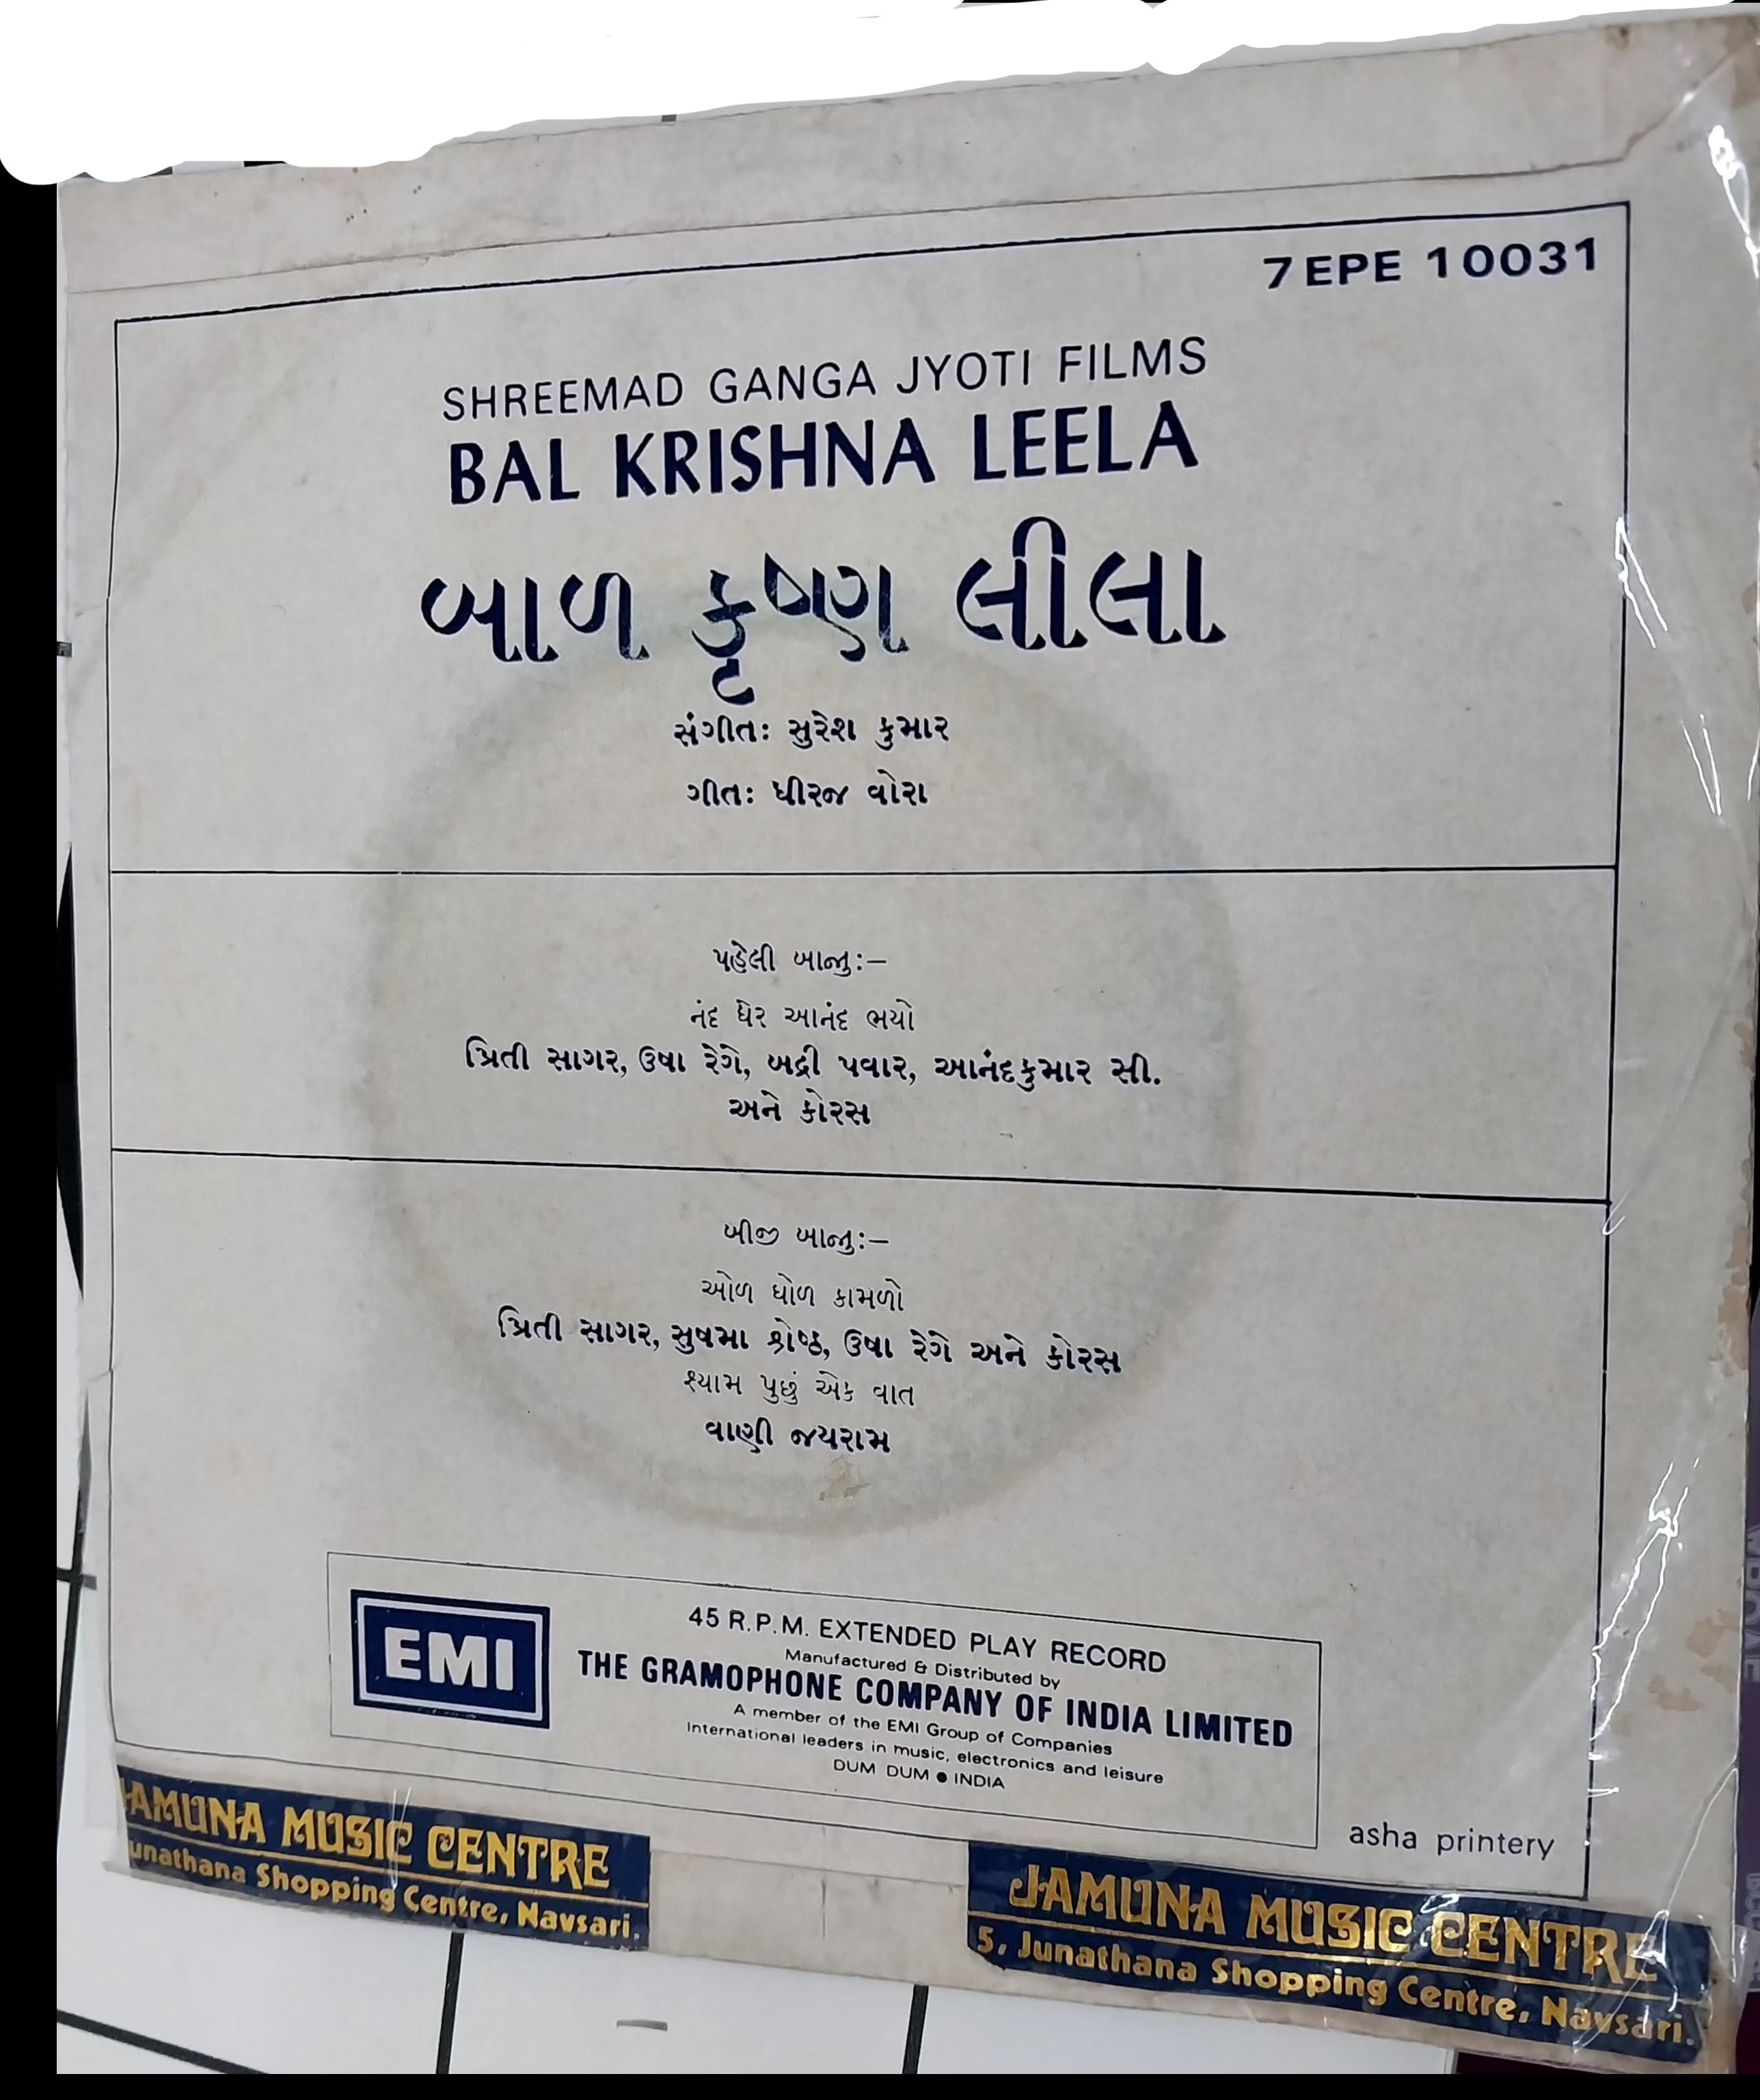 7 EPE 10031
SHREEMAD GANGA JYOTI FILMS
BAL KRISHNA LEELA
બાળ કૃષ્ણ લીલા
સંગીત: સુરેશ કુમાર
ગીત: ધીરજ વોરા
પહેલી બાજુ:–
નંદ ઘેર આનંદ ભયો
પ્રિતી સાગર, ઉષા રેગે, બદ્રી પવાર, આનંદકુમાર સી.
અને કોરસ
બીજી બાજુ:–
ઓળ ઘોળ કામળો
પ્રિતી સાગર, સુષમા શ્રેષ્ઠ, ઉષા રેગે અને કોરસ
શ્યામ પુછું એક વાત
વાણી જયરામ
EMI
45 R.P.M. EXTENDED PLAY RECORD
Manufactured & Distributed by
THE GRAMOPHONE COMPANY OF INDIA LIMITED
A member of the EMI Group of Companies
International leaders in music, electronics and leisure
DUM DUM ● INDIA
asha printery
JAMUNA MUSIC CENTRE
unathana Shopping Centre, Navsari.
JAMUNA MUSIC CENTRE
5, Junathana Shopping Centre, Navsari.